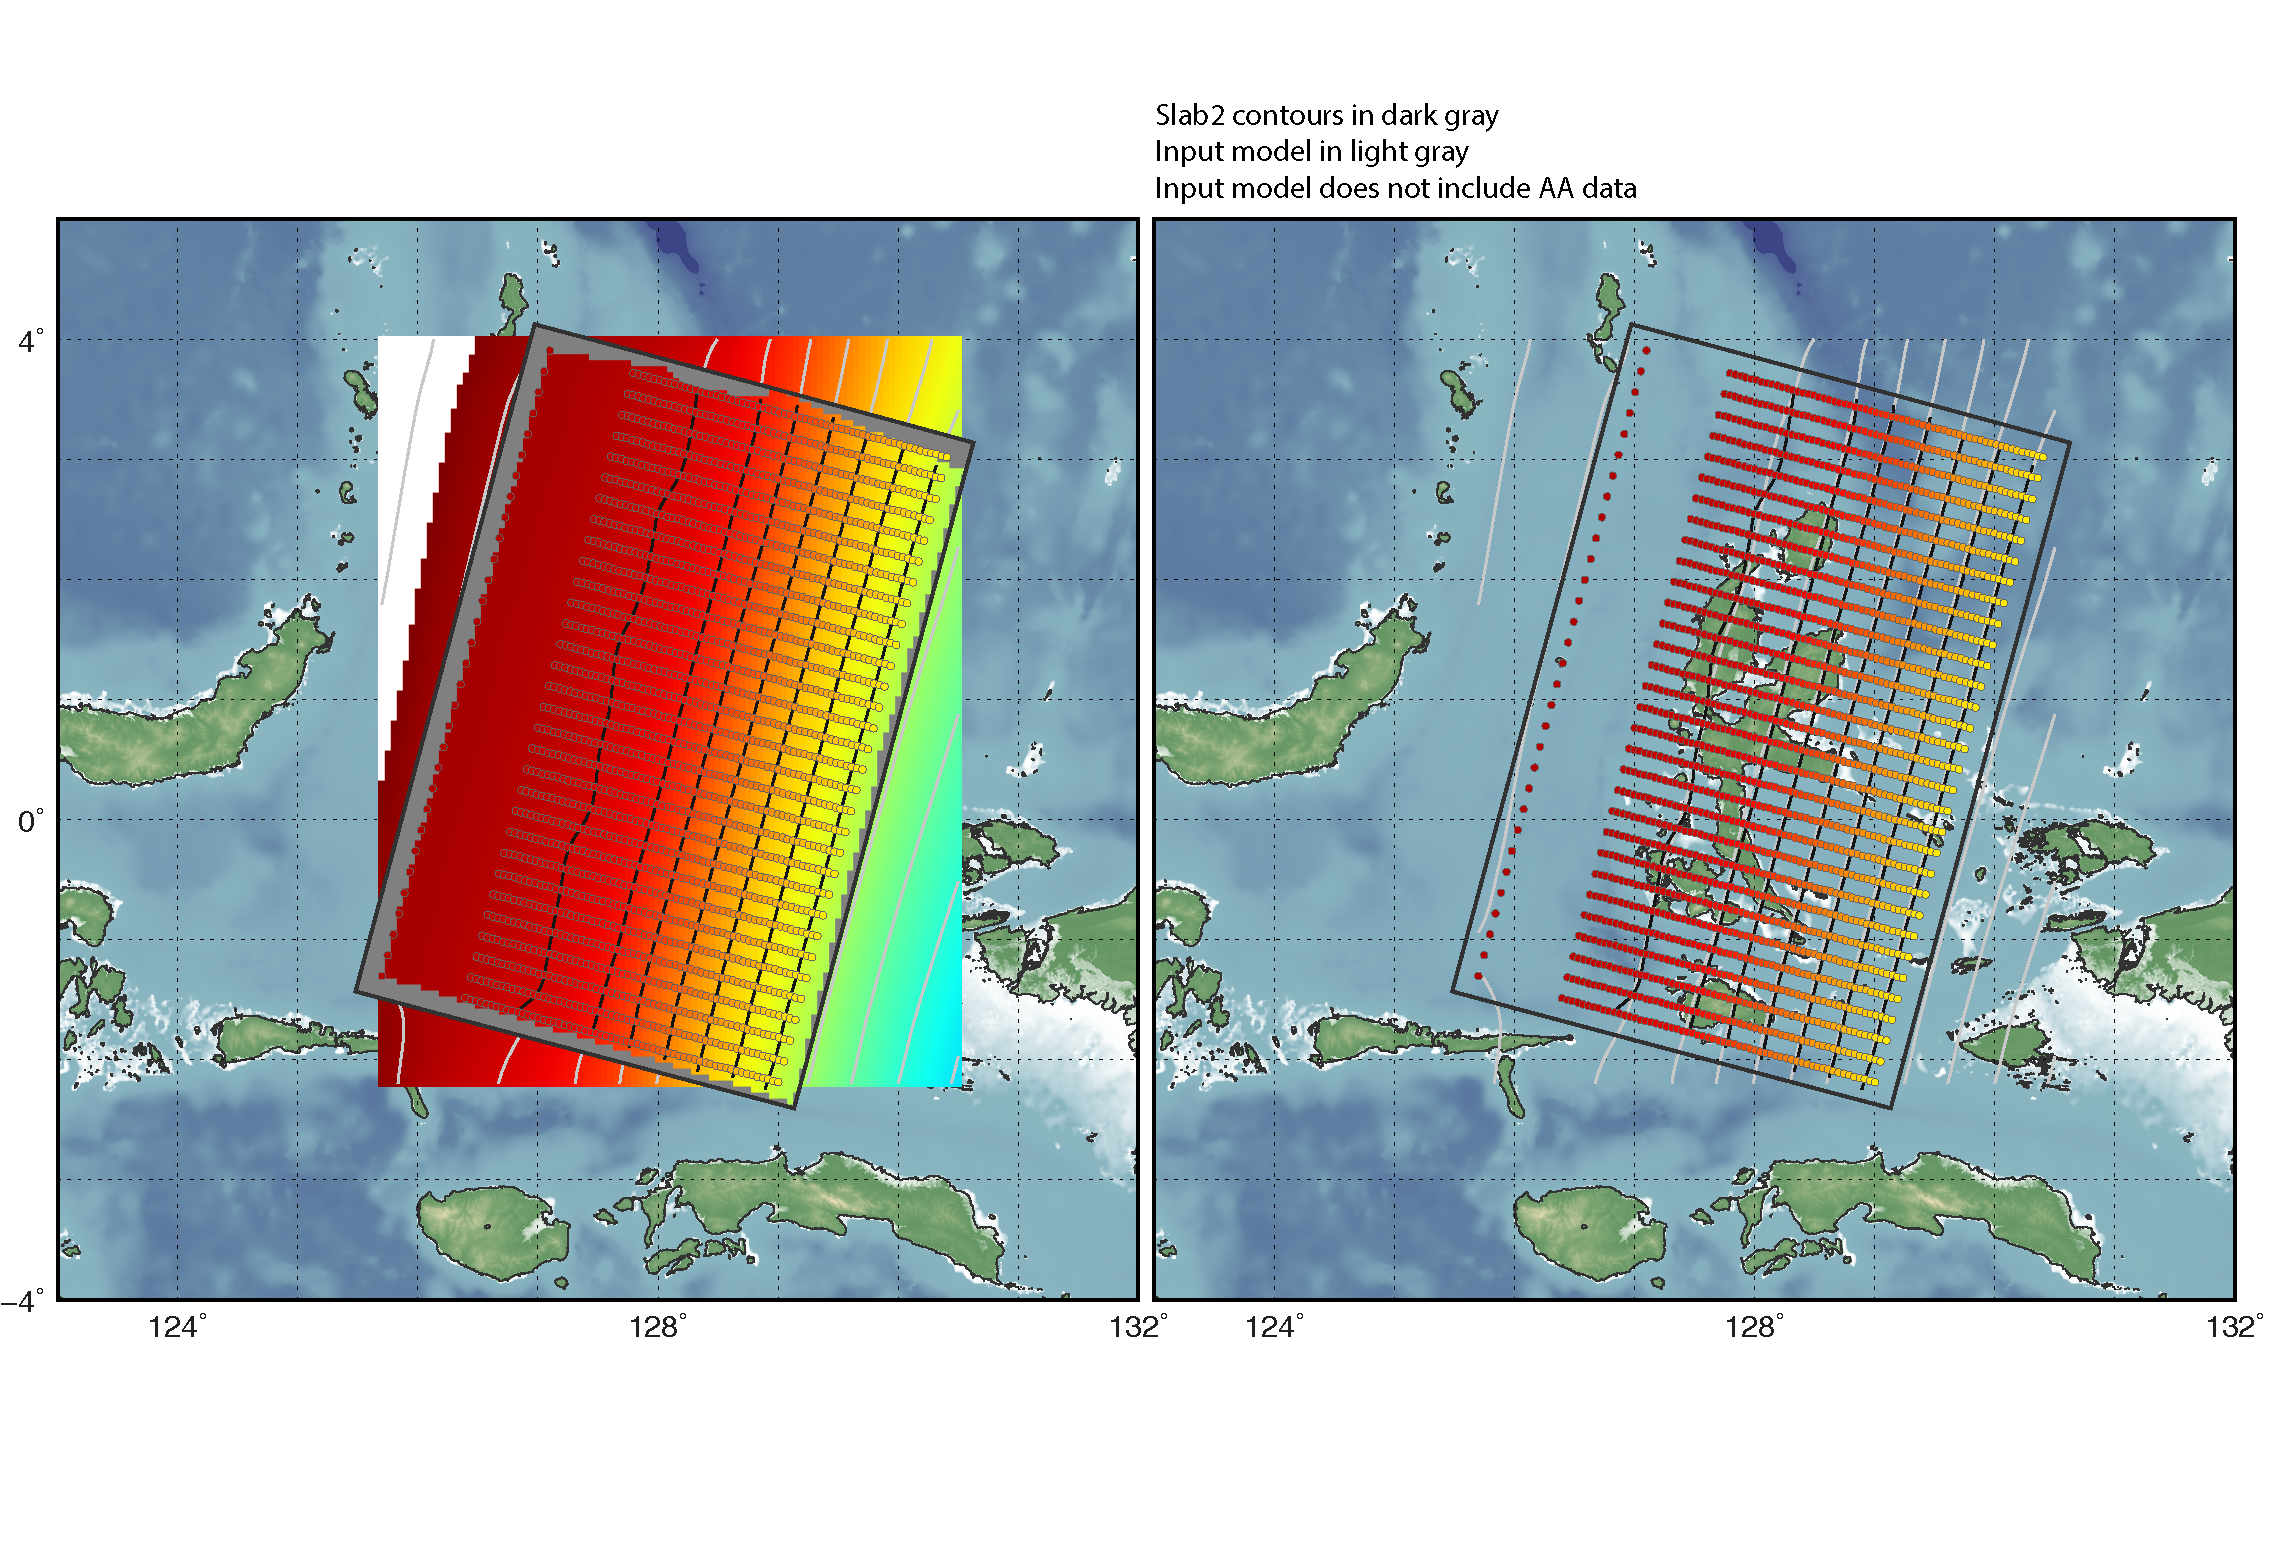 Slab2 contours in dark gray
Input model in light gray
Input model does not include AA data
4°
0°
−4°
124° 128° 132° 124° 128° 132°